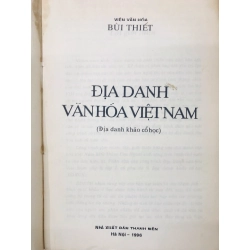 VIỆN VĂN HÓA
BÙI THIẾT
ĐỊA DANH
VĂN HÓA VIỆT NAM
(Địa danh khảo cổ học)
NHÀ XUẤT BẢN THANH NIÊN
Hà Nội - 1999